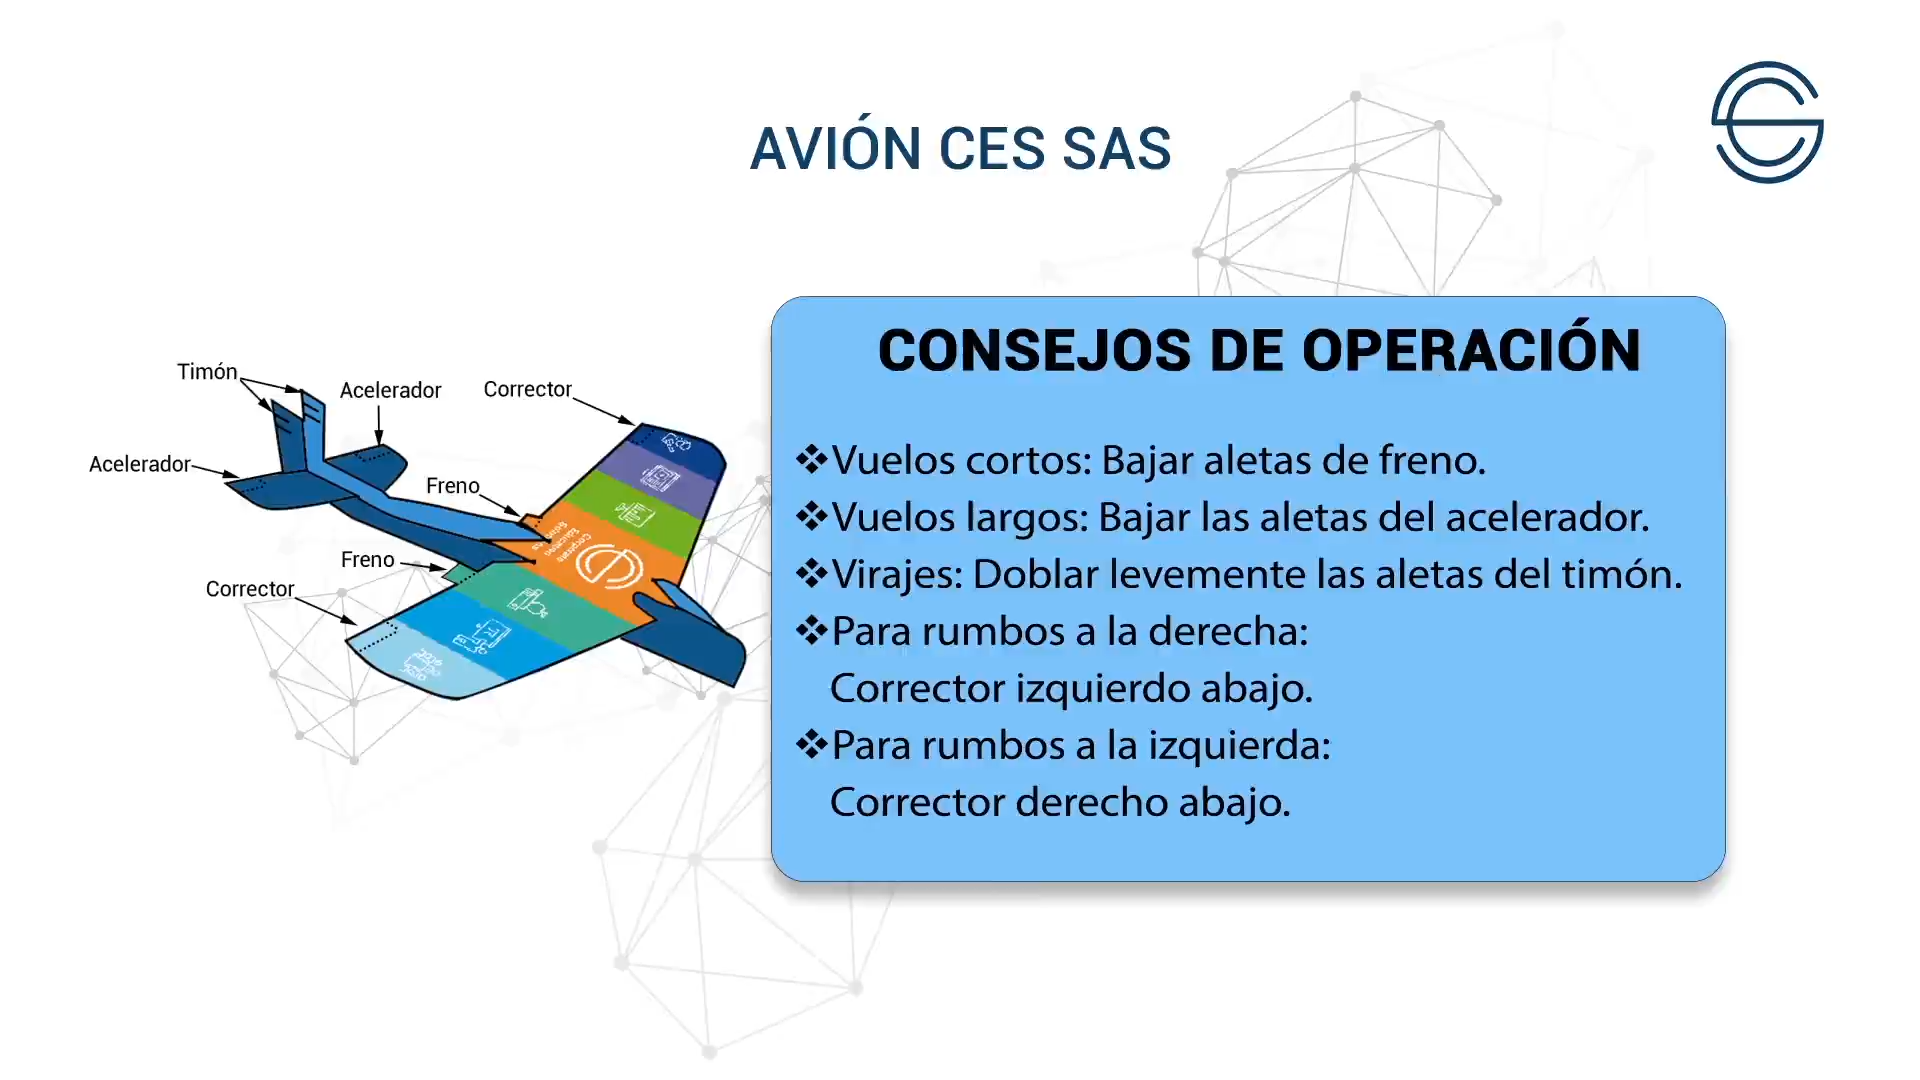 AVIÓN CES SAS
Timón
Acelerador
Corrector
Acelerador
Freno
Freno
Corrector
CONSEJOS DE OPERACIÓN
❖Vuelos cortos: Bajar aletas de freno.
❖Vuelos largos: Bajar las aletas del acelerador.
❖Virajes: Doblar levemente las aletas del timón.
❖Para rumbos a la derecha:
Corrector izquierdo abajo.
❖Para rumbos a la izquierda:
Corrector derecho abajo.